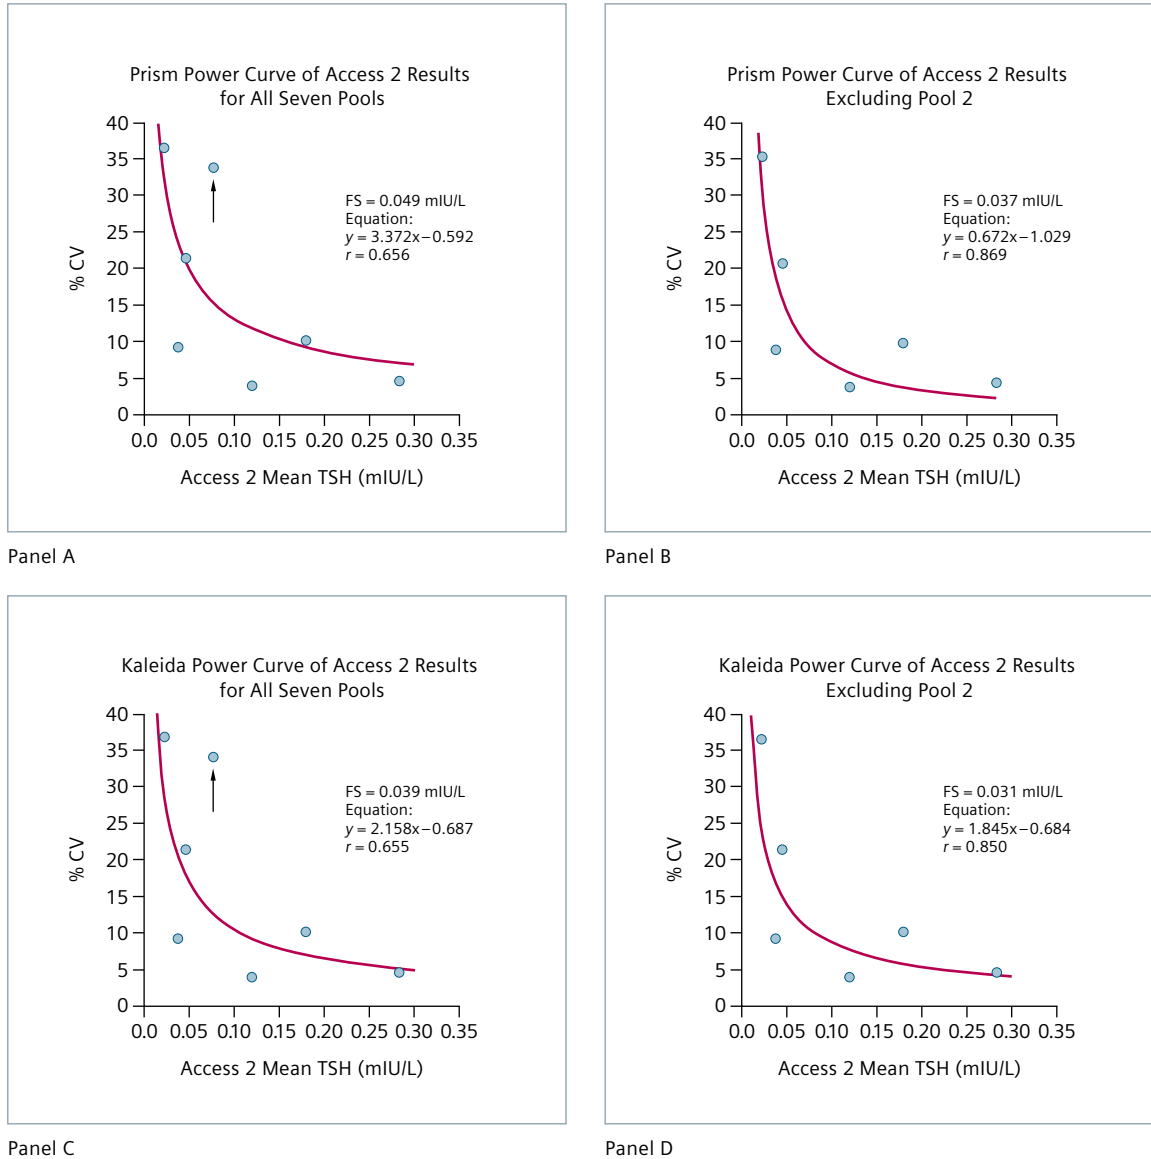 Prism Power Curve of Access 2 Results
for All Seven Pools
40
35
30
25
20
15
10
5
0
% CV
FS = 0.049 mIU/L
Equation:
y = 3.372x−0.592
r = 0.656
0.0 0.05 0.10 0.15 0.20 0.25 0.30 0.35
Access 2 Mean TSH (mIU/L)
Panel A
Prism Power Curve of Access 2 Results
Excluding Pool 2
40
35
30
25
20
15
10
5
0
% CV
FS = 0.037 mIU/L
Equation:
y = 0.672x−1.029
r = 0.869
0.0 0.05 0.10 0.15 0.20 0.25 0.30 0.35
Access 2 Mean TSH (mIU/L)
Panel B
Kaleida Power Curve of Access 2 Results
for All Seven Pools
40
35
30
25
20
15
10
5
0
% CV
FS = 0.039 mIU/L
Equation:
y = 2.158x−0.687
r = 0.655
0.0 0.05 0.10 0.15 0.20 0.25 0.30 0.35
Access 2 Mean TSH (mIU/L)
Panel C
Kaleida Power Curve of Access 2 Results
Excluding Pool 2
40
35
30
25
20
15
10
5
0
% CV
FS = 0.031 mIU/L
Equation:
y = 1.845x−0.684
r = 0.850
0.0 0.05 0.10 0.15 0.20 0.25 0.30 0.35
Access 2 Mean TSH (mIU/L)
Panel D